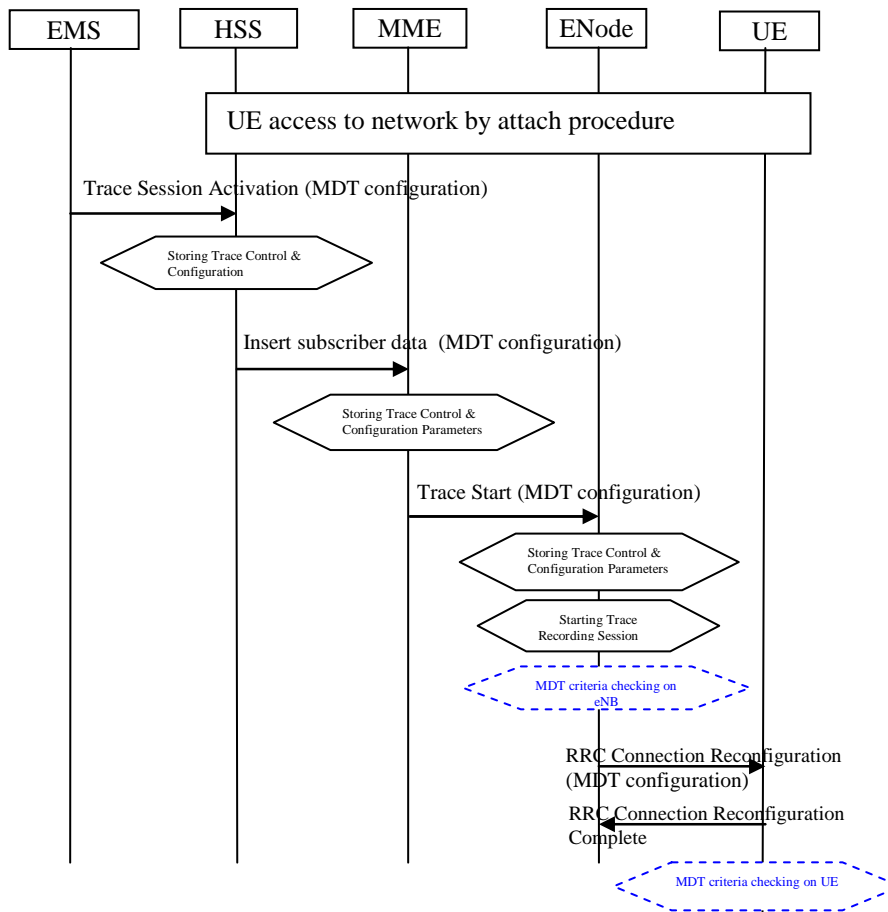 EMS
HSS
MME
ENode
UE
UE access to network by attach procedure
Trace Session Activation (MDT configuration)
Storing Trace Control &
Configuration
Insert subscriber data (MDT configuration)
Storing Trace Control &
Configuration Parameters
Trace Start (MDT configuration)
Storing Trace Control &
Configuration Parameters
Starting Trace
Recording Session
MDT criteria checking on
eNB
RRC Connection Reconfiguration
(MDT configuration)
RRC Connection Reconfiguration
Complete
MDT criteria checking on UE